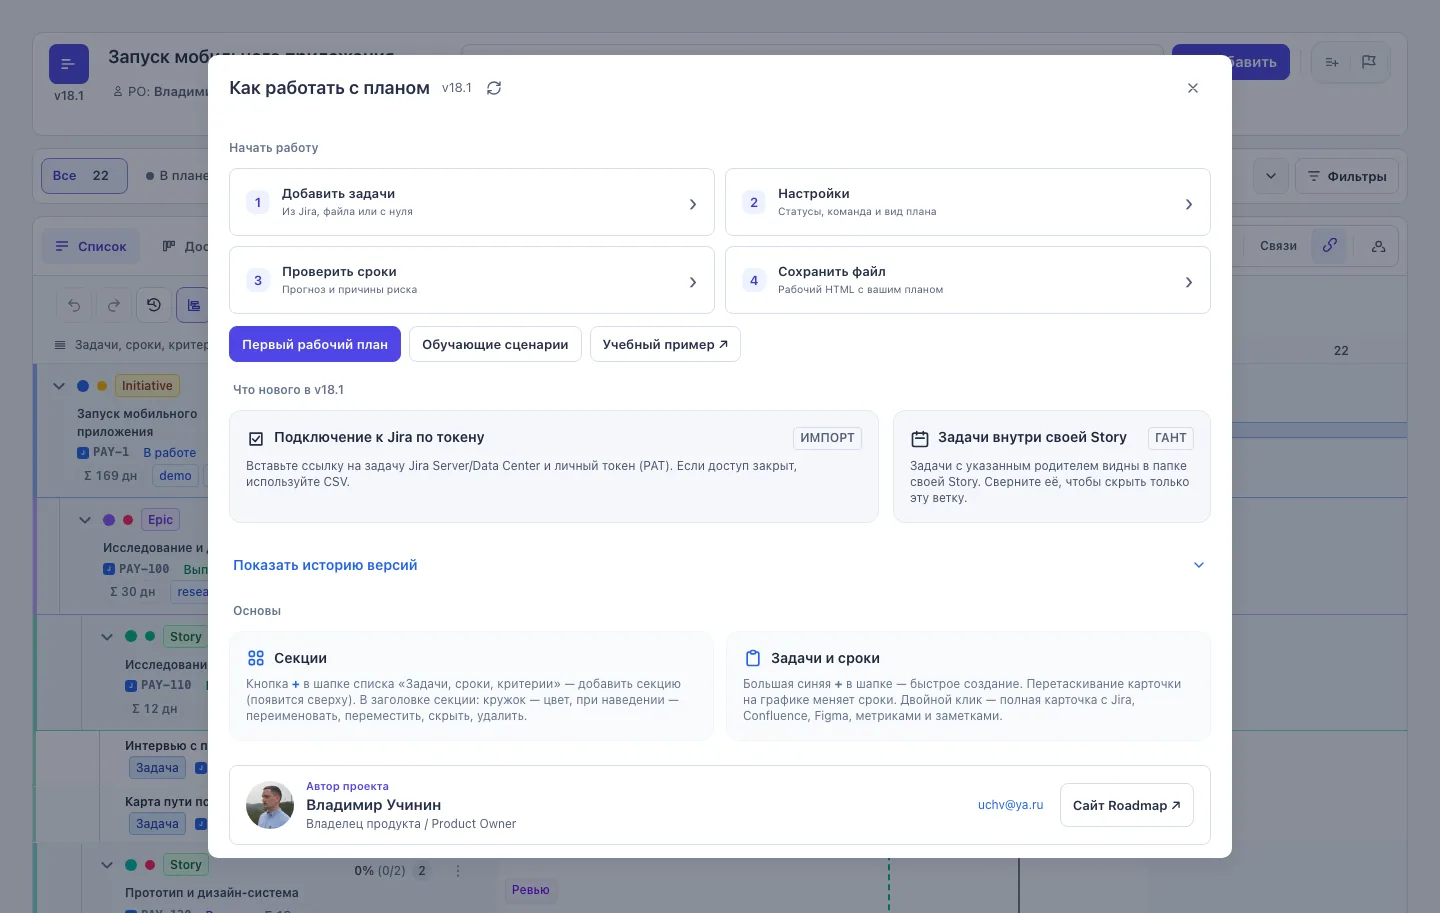 Запуск мобильного приложения
v18.1
PO: Владими
авить
Как работать с планом v18.1
Начать работу
1 Добавить задачи
Из Jira, файла или с нуля
2 Настройки
Статусы, команда и вид плана
3 Проверить сроки
Прогноз и причины риска
4 Сохранить файл
Рабочий HTML с вашим планом
Первый рабочий план
Обучающие сценарии
Учебный пример ↗
Что нового в v18.1
Подключение к Jira по токену
ИМПОРТ
Вставьте ссылку на задачу Jira Server/Data Center и личный токен (PAT). Если доступ закрыт,
используйте CSV.
Задачи внутри своей Story
ГАНТ
Задачи с указанным родителем видны в папке
своей Story. Сверните её, чтобы скрыть только
эту ветку.
Показать историю версий
Основы
Секции
Кнопка + в шапке списка «Задачи, сроки, критерии» — добавить секцию
(появится сверху). В заголовке секции: кружок — цвет, при наведении —
переименовать, переместить, скрыть, удалить.
Задачи и сроки
Большая синяя + в шапке — быстрое создание. Перетаскивание карточки
на графике меняет сроки. Двойной клик — полная карточка с Jira,
Confluence, Figma, метриками и заметками.
Автор проекта
Владимир Учинин
Владелец продукта / Product Owner
uchv@ya.ru
Сайт Roadmap ↗
Все 22
В плане
Фильтры
Список
Дос
Связи
Задачи, сроки, критер
22
Initiative
Запуск мобильного
приложения
PAY-1 В работе
Σ 169 дн demo
Epic
Исследование и
PAY-100 Вып
Σ 30 дн resea
Story
Исследовани
PAY-110
Σ 12 дн
Интервью с п
Задача
Карта пути по
Задача
Story
0% (0/2) 2
Прототип и дизайн-система
Ревью